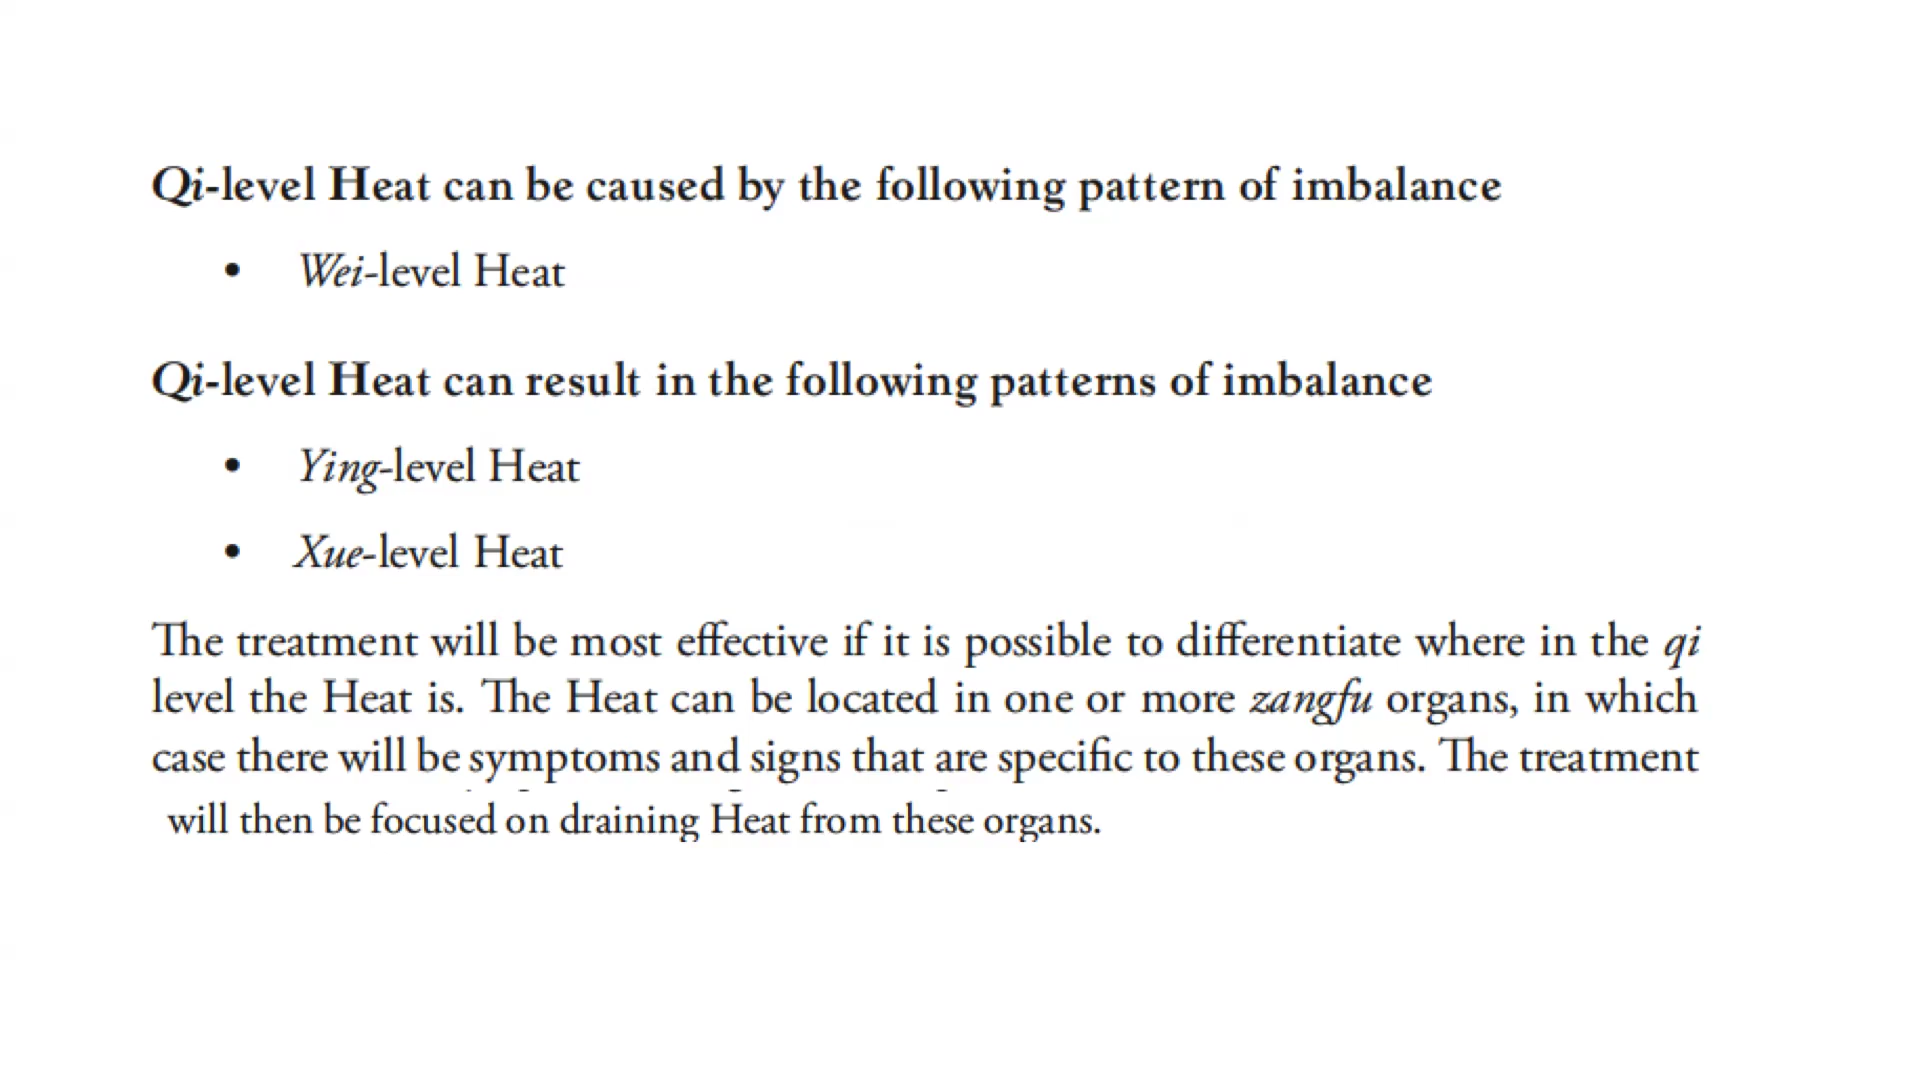 Qi-level Heat can be caused by the following pattern of imbalance
• Wei-level Heat
Qi-level Heat can result in the following patterns of imbalance
• Ying-level Heat
• Xue-level Heat
The treatment will be most effective if it is possible to differentiate where in the qi
level the Heat is. The Heat can be located in one or more zangfu organs, in which
case there will be symptoms and signs that are specific to these organs. The treatment
will then be focused on draining Heat from these organs.